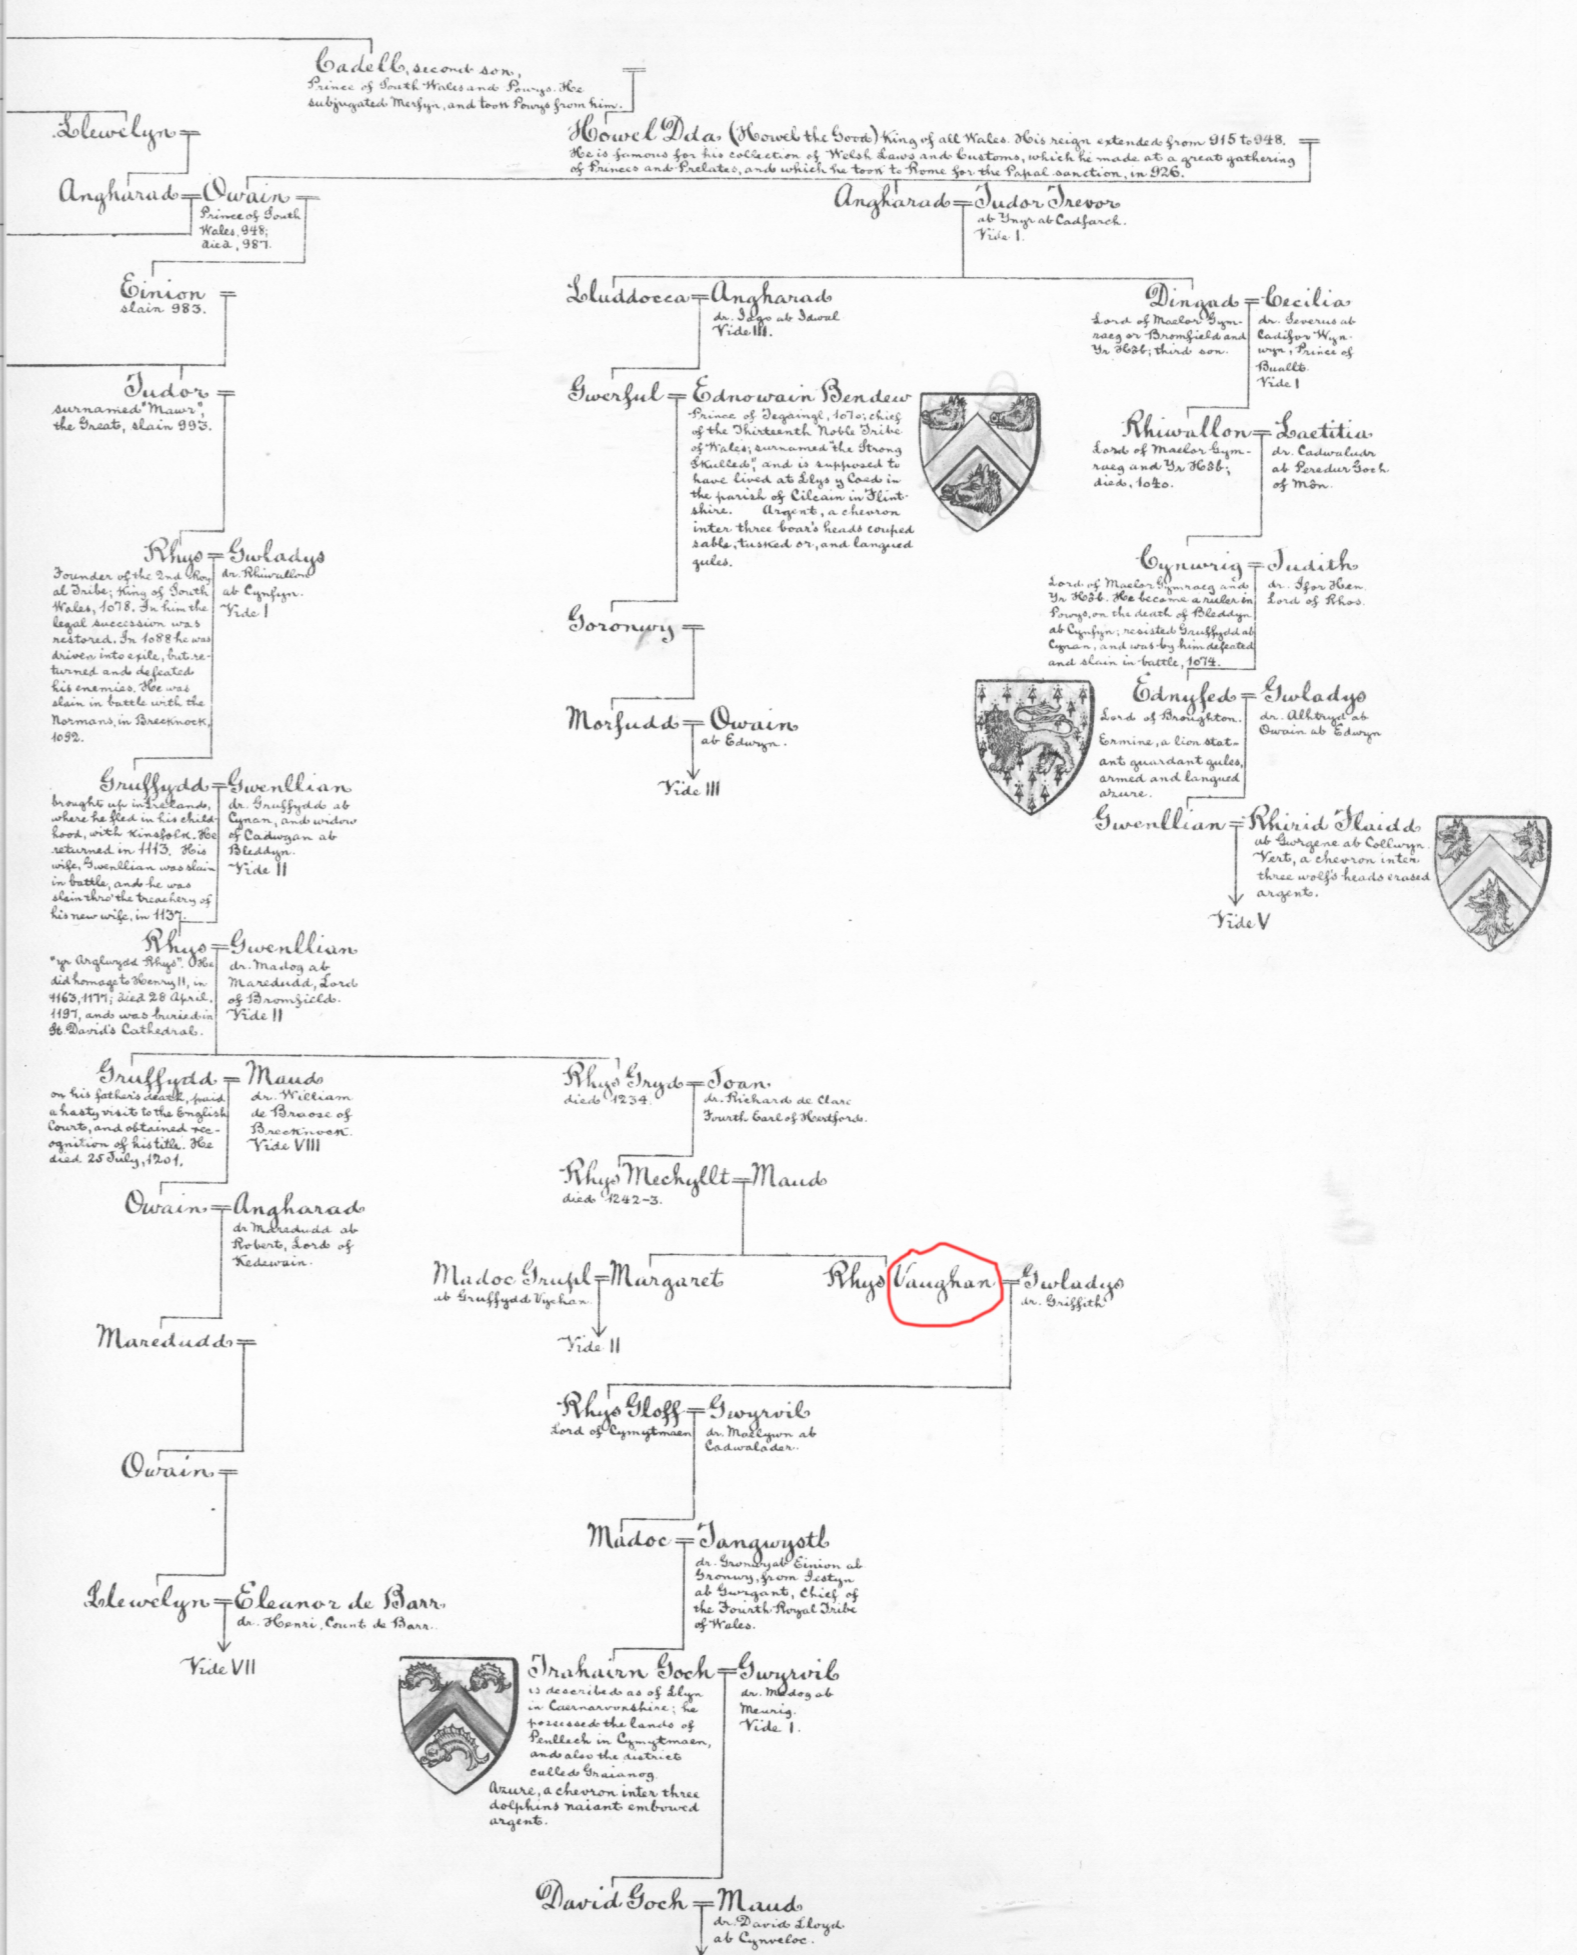 Cadell, second son,
Prince of South Wales and Powys. He
subjugated Merfyn, and took Powys from him.
Llewelyn
Howel Dda (Howel the Good) King of all Wales. His reign extended from 915 to 948.
He is famous for his collection of Welsh Laws and Customs, which he made at a great gathering
of Princes and Prelates, and which he took to Rome for the Papal sanction, in 926.
Angharad = Owain
Prince of South
Wales, 948;
died, 987.
Angharad = Tudor Trevor
ab Ynyr ab Cadfarch.
Vide I.
Einion
slain 983.
Lluddocca = Angharad
dr. Iago ab Idwal
Vide III.
Dingad = Cecilia
Lord of Maelor Gym-
raeg or Bromfield and
Yr Hôb; third son.
dr. Severus ab
Cadifor Wyn-
wyn, Prince of
Buallt.
Vide I
Tudor
surnamed "Mawr",
the Great, slain 993.
Gwerful = Ednowain Bendew
Prince of Tegaingl, 1070; chief
of the Thirteenth Noble Tribe
of Wales; surnamed "the Strong
Skulled", and is supposed to
have lived at Llys y Coed in
the parish of Cilcain in Flint-
shire. Argent, a chevron
inter three boar's heads couped
sable, tusked or, and langued
gules.
Rhiwallon = Laetitia
Lord of Maelor Gym-
raeg and Yr Hôb;
died, 1040.
dr. Cadwaladr
ab Peredur Goch
of Môn.
Rhys = Gwladys
Founder of the 2nd Roy-
al Tribe; King of South
Wales, 1078. In him the
legal succession was
restored. In 1088 he was
driven into exile, but re-
turned and defeated
his enemies. He was
slain in battle with the
Normans, in Brecknock,
1092.
dr. Rhiwallon
ab Cynfyn.
Vide I
Cynwrig = Judith
Lord of Maelor Gymraeg and
Yr Hôb. He became a ruler in
Powys, on the death of Bleddyn
ab Cynfyn; resisted Gruffydd ab
Cynan, and was by him defeated
and slain in battle, 1074.
dr. Ifor Hen
Lord of Rhos.
Goronwy
Ednyfed = Gwladys
Lord of Broughton.
Ermine, a lion stat-
ant guardant gules,
armed and langued
azure.
dr. Alhtryd ab
Owain ab Edwyn
Morfudd = Owain
ab Edwyn.
Vide III
Gruffydd = Gwenllian
brought up in Ireland,
where he fled in his child-
hood, with kinsfolk. He
returned in 1113. His
wife, Gwenllian was slain
in battle, and he was
slain thro' the treachery of
his new wife, in 1137.
dr. Gruffydd ab
Cynan, and widow
of Cadwgan ab
Bleddyn.
Vide II
Gwenllian = Rhirid Flaidd
ab Gwrgene ab Collwyn.
Vert, a chevron inter
three wolf's heads erased
argent.
Vide V
Rhys = Gwenllian
"yr Arglwydd Rhys". He
did homage to Henry II, in
1163, 1177; died 28 April,
1197, and was buried in
St. David's Cathedral.
dr. Madog ab
Maredudd, Lord
of Bromfield.
Vide II
Gruffydd = Maud
on his father's death, paid
a hasty visit to the English
Court, and obtained rec-
ognition of his title. He
died 25 July, 1201.
dr. William
de Braose of
Brecknock.
Vide VIII
Rhys Gryd = Joan
died 1234.
dr. Richard de Clare
Fourth Earl of Hertford.
Rhys Mechyllt = Maud
died 1242-3.
Owain = Angharad
dr Maredudd ab
Robert, Lord of
Kedewain.
Madoc Grupl = Margaret
ab Gruffydd Vychan.
Vide II
Rhys Vaughan = Gwladys
dr. Griffith
Maredudd
Rhys Gloff = Gwyrvil
Lord of Cymytmaen
dr. Maelywn ab
Cadwalader.
Owain
Madoc = Tangwystl
dr. Gronwy ab Einion ab
Gronwy, from Iestyn
ab Gwrgant, Chief of
the Fourth Royal Tribe
of Wales.
Llewelyn = Eleanor de Barr
dr. Henri, Count de Barr.
Vide VII
Trahairn Goch = Gwyrvil
is described as of Llyn
in Caernarvonshire; he
possessed the lands of
Penllech in Cymytmaen,
and also the district
called Graianog.
Azure, a chevron inter three
dolphins naiant embowed
argent.
dr. Madog ab
Meurig.
Vide I.
David Goch = Maud
dr. David Lloyd
ab Cynveloc.